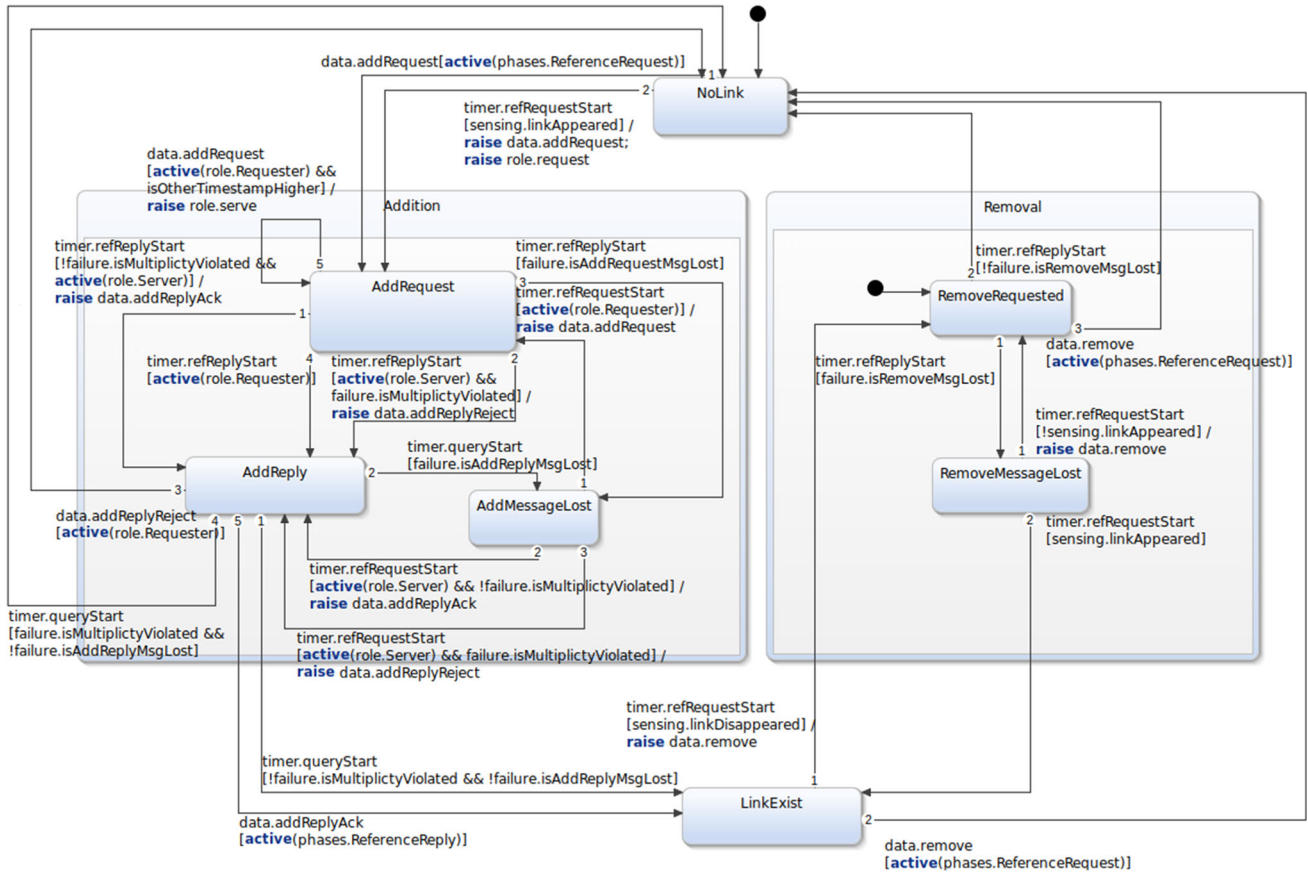 data.addRequest[active(phases.ReferenceRequest)]
1
NoLink
2
timer.refRequestStart
[sensing.linkAppeared] /
raise data.addRequest;
raise role.request
data.addRequest
[active(role.Requester) &&
isOtherTimestampHigher] /
raise role.serve
Addition
timer.refReplyStart
[!failure.isMultiplictyViolated &&
active(role.Server)] /
raise data.addReplyAck
5
timer.refReplyStart
[failure.isAddRequestMsgLost]
AddRequest
3
timer.refRequestStart
[active(role.Requester)] /
raise data.addRequest
1
timer.refReplyStart
[active(role.Requester)]
4
timer.refReplyStart
[active(role.Server) &&
failure.isMultiplictyViolated] /
raise data.addReplyReject
2
timer.queryStart
[failure.isAddReplyMsgLost]
AddReply
2
1
AddMessageLost
3
data.addReplyReject
[active(role.Requester)]
4
5
1
2
3
timer.refRequestStart
[active(role.Server) && !failure.isMultiplictyViolated] /
raise data.addReplyAck
timer.queryStart
[failure.isMultiplictyViolated &&
!failure.isAddReplyMsgLost]
timer.refRequestStart
[active(role.Server) && failure.isMultiplictyViolated] /
raise data.addReplyReject
Removal
timer.refReplyStart
[!failure.isRemoveMsgLost]
2
RemoveRequested
3
data.remove
[active(phases.ReferenceRequest)]
1
timer.refReplyStart
[failure.isRemoveMsgLost]
timer.refRequestStart
[!sensing.linkAppeared] /
raise data.remove
1
RemoveMessageLost
2
timer.refRequestStart
[sensing.linkAppeared]
timer.refRequestStart
[sensing.linkDisappeared] /
raise data.remove
timer.queryStart
[!failure.isMultiplictyViolated && !failure.isAddReplyMsgLost]
1
LinkExist
2
data.addReplyAck
[active(phases.ReferenceReply)]
data.remove
[active(phases.ReferenceRequest)]